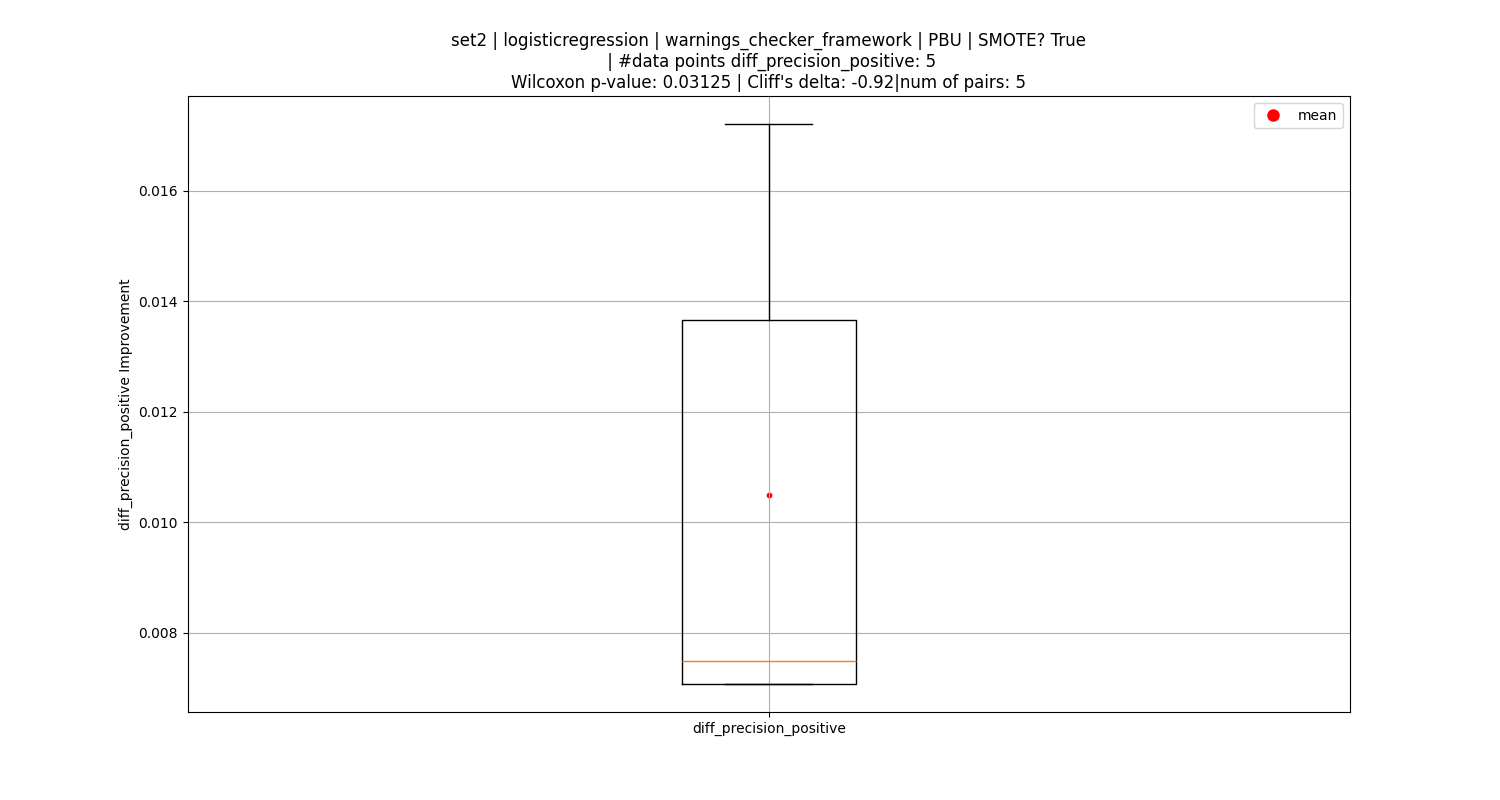 set2 | logisticregression | warnings_checker_framework | PBU | SMOTE? True
| #data points diff_precision_positive: 5
Wilcoxon p-value: 0.03125 | Cliff's delta: -0.92|num of pairs: 5
mean
0.016
0.014
0.012
0.010
0.008
diff_precision_positive Improvement
diff_precision_positive